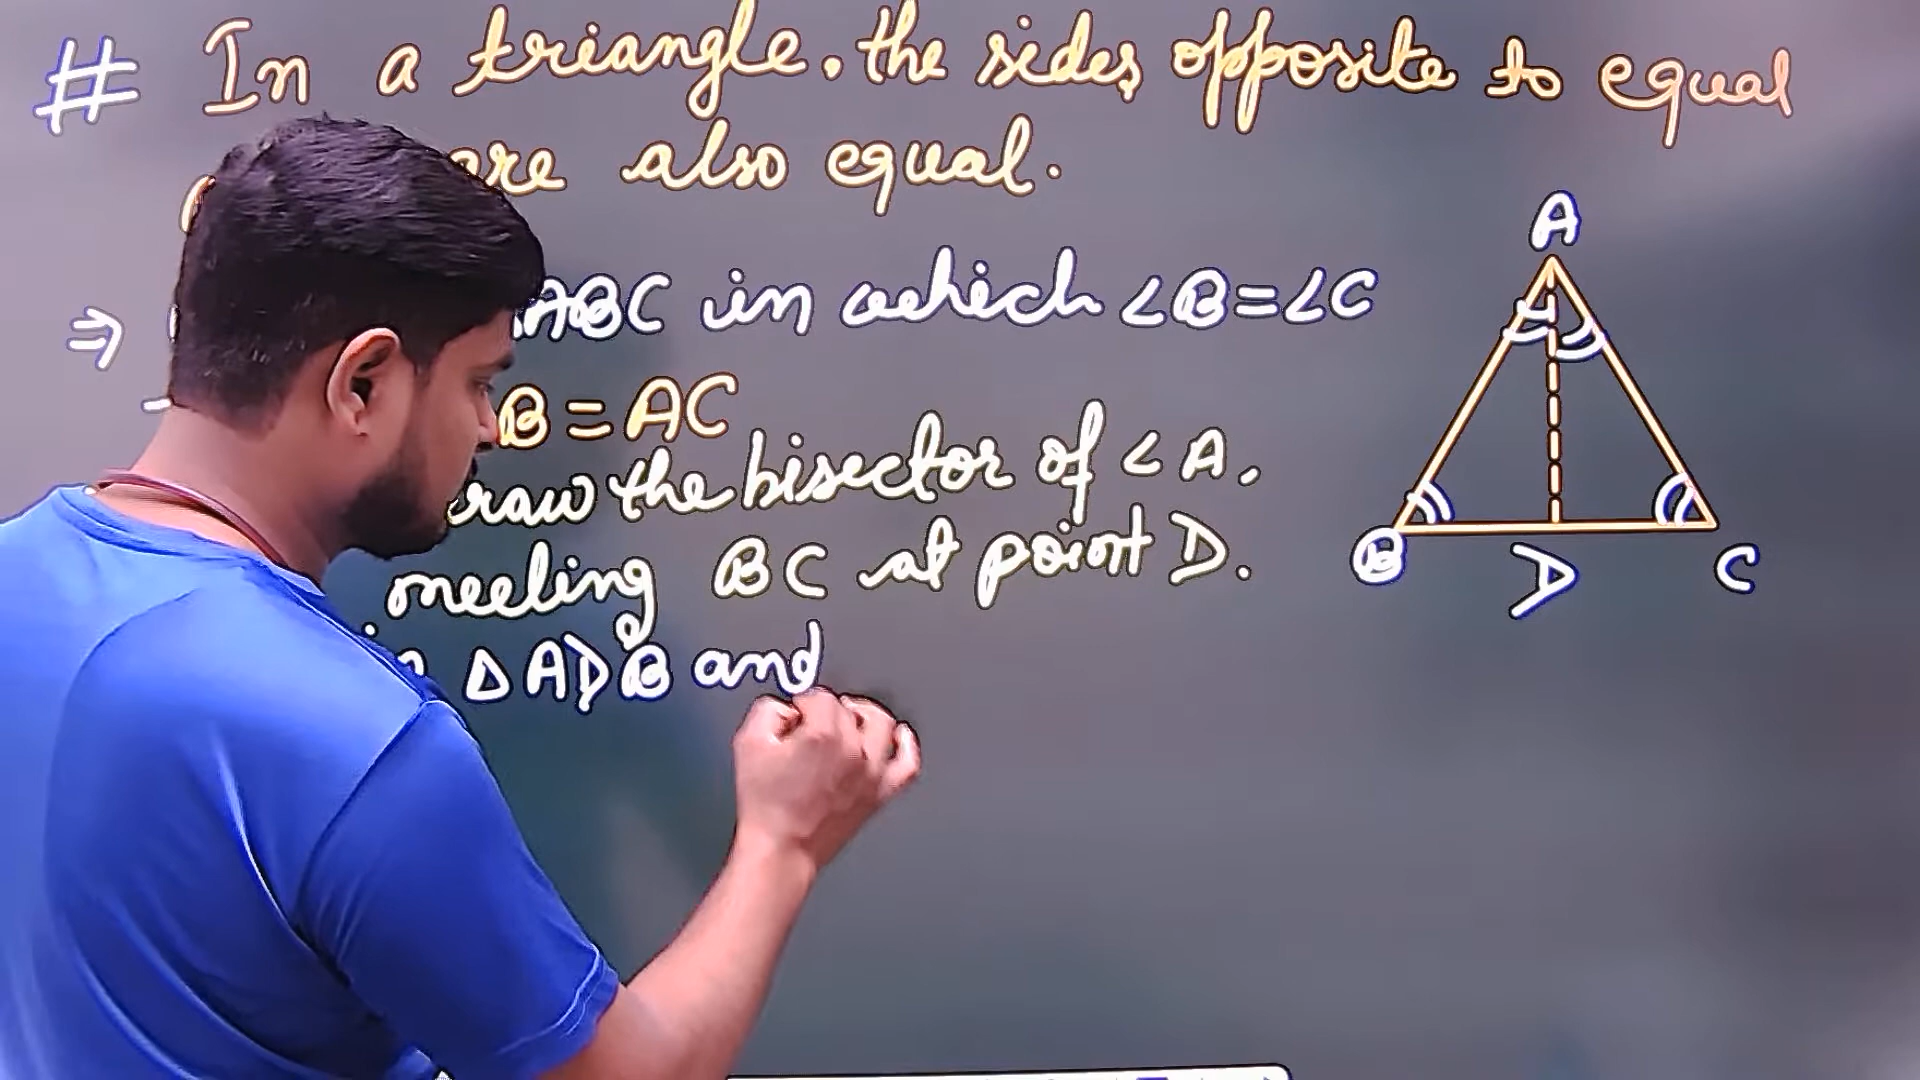 # In a triangle, the sides opposite to equal
are also equal.
⇒ ABC in which ∠B=∠C
B = AC
raw the bisector of ∠A,
meeting BC at point D.
∆ADB and
A
B D C